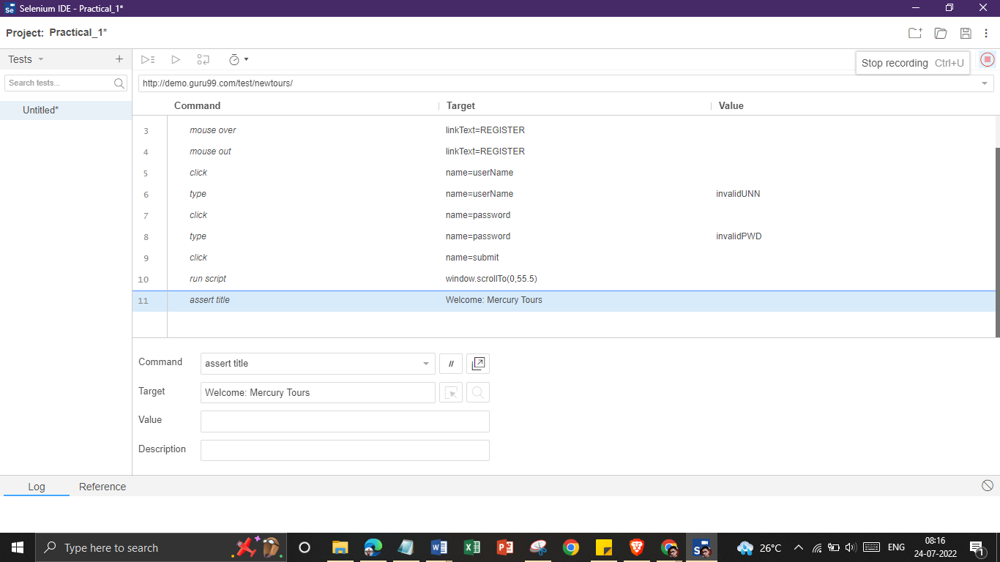 Selenium IDE - Practical_1*
Project: Practical_1*
Tests
Stop recording Ctrl+U
Search tests...
http://demo.guru99.com/test/newtours/
Untitled*
Command Target Value
3 mouse over linkText=REGISTER
4 mouse out linkText=REGISTER
5 click name=userName
6 type name=userName invalidUNN
7 click name=password
8 type name=password invalidPWD
9 click name=submit
10 run script window.scrollTo(0,55.5)
11 assert title Welcome: Mercury Tours
Command assert title //
Target Welcome: Mercury Tours
Value
Description
Log Reference
Type here to search
26°C ENG 08:16
24-07-2022 1